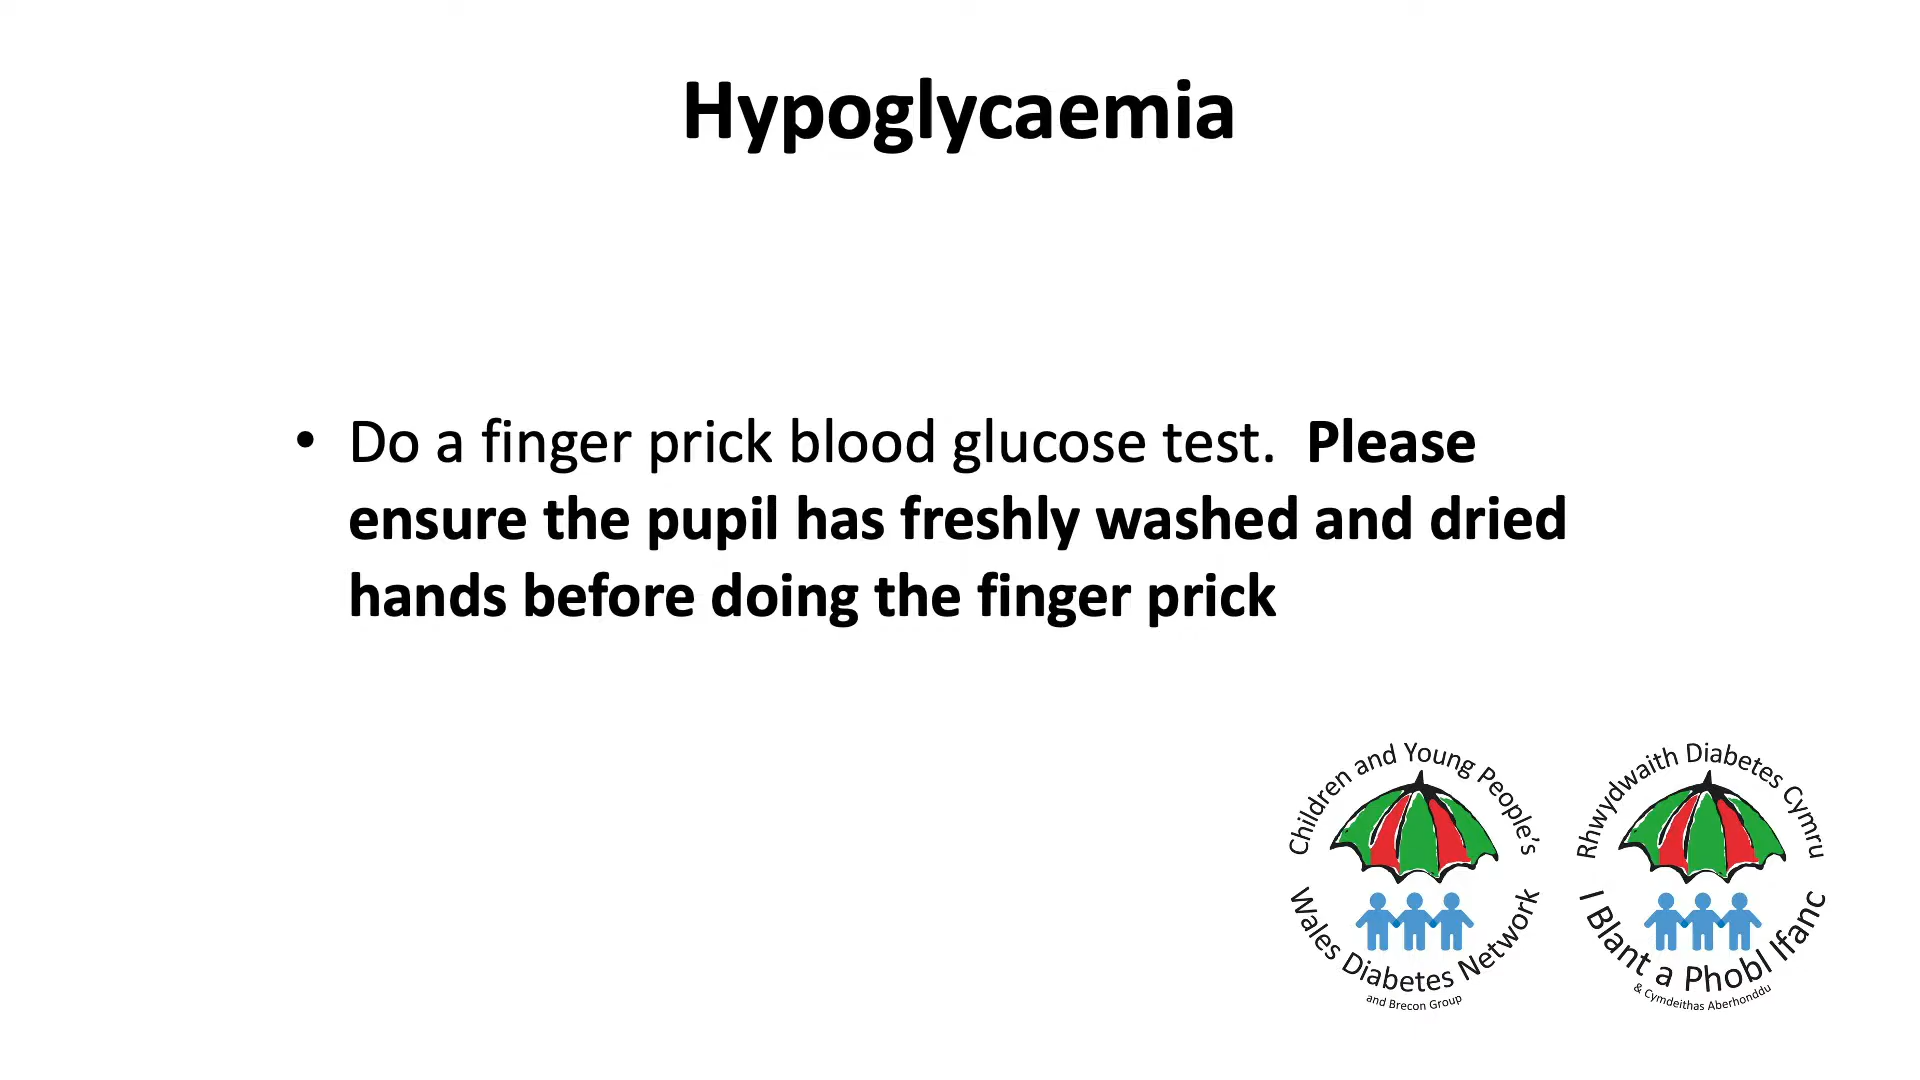 Hypoglycaemia
• Do a finger prick blood glucose test. Please
ensure the pupil has freshly washed and dried
hands before doing the finger prick
Children and Young People's
Wales Diabetes Network
and Brecon Group
Rhwydwaith Diabetes Cymru
I Blant a Phobl Ifanc
& Cymdeithas Aberhonddu